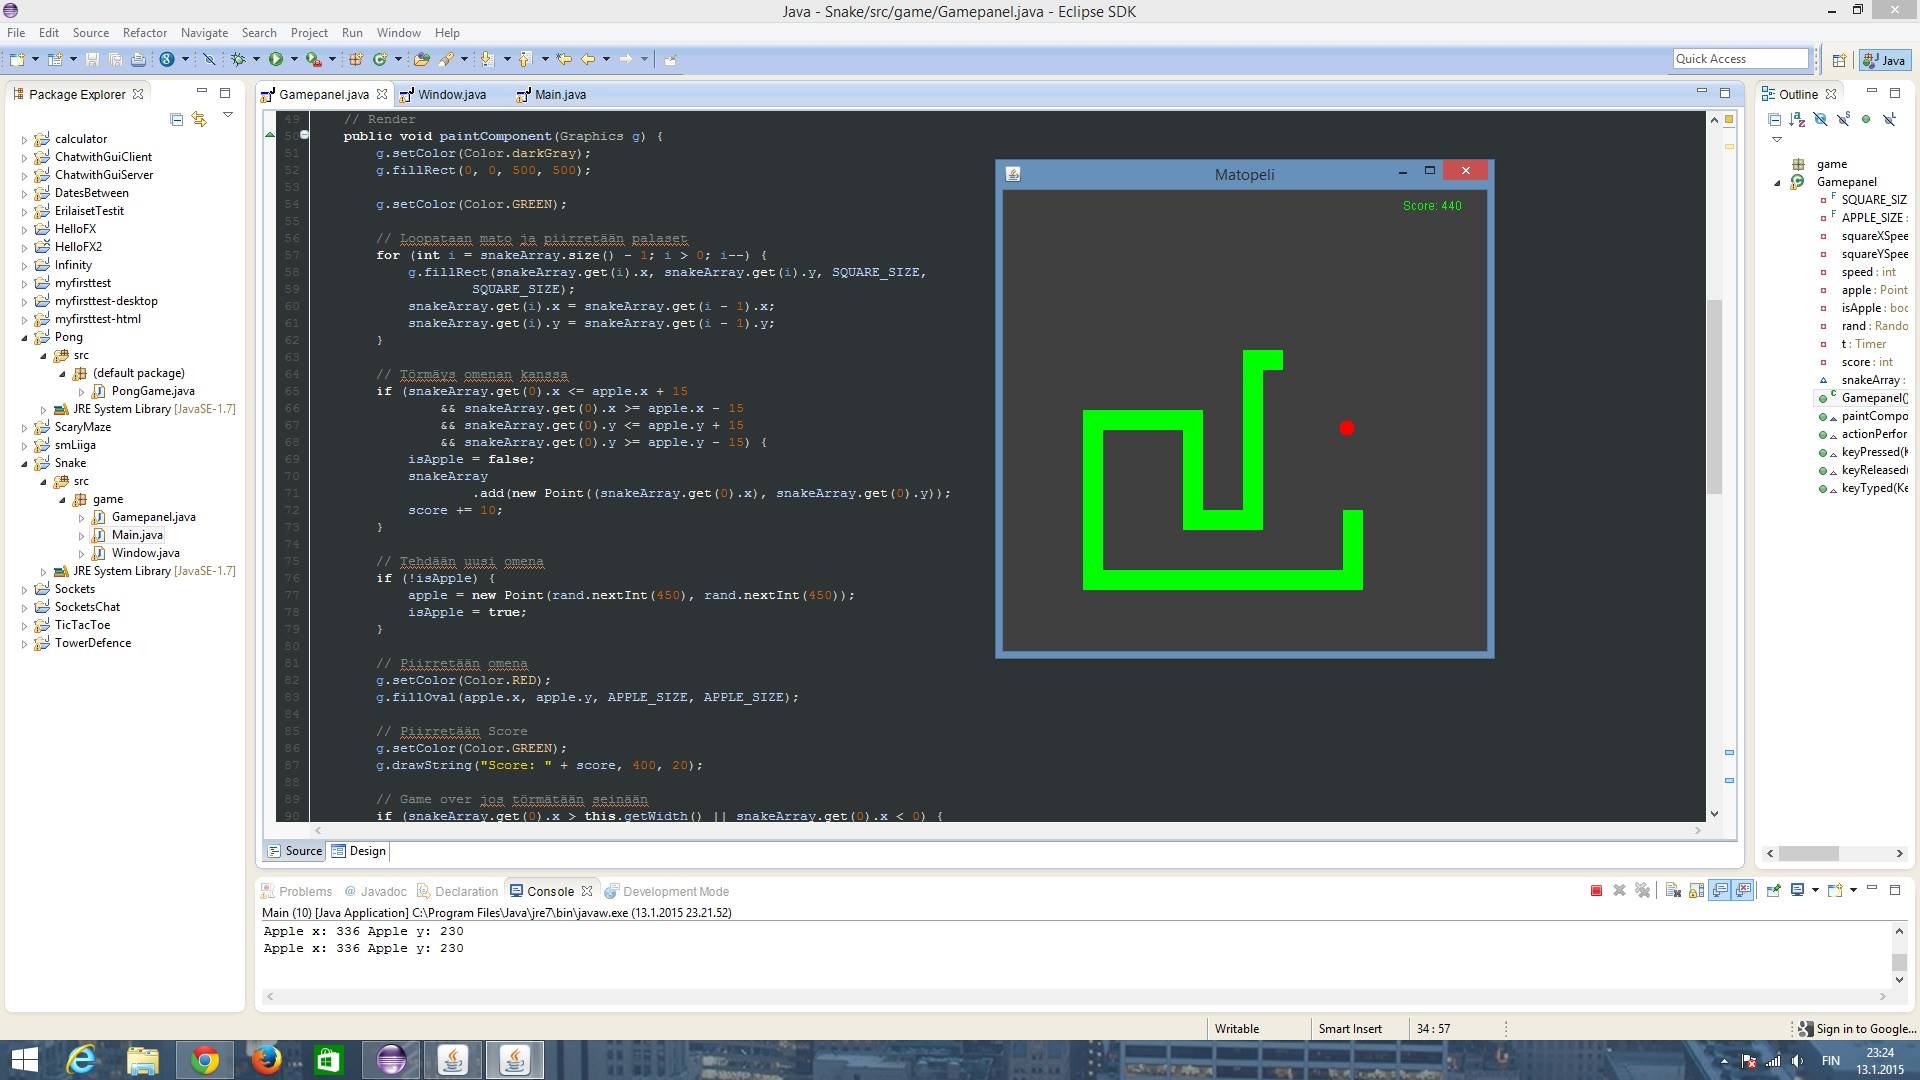 Java - Snake/src/game/Gamepanel.java - Eclipse SDK
File Edit Source Refactor Navigate Search Project Run Window Help
Quick Access
Java
Package Explorer
calculator
ChatwithGuiClient
ChatwithGuiServer
DatesBetween
ErilaisetTestit
HelloFX
HelloFX2
Infinity
myfirsttest
myfirsttest-desktop
myfirsttest-html
Pong
src
(default package)
PongGame.java
JRE System Library [JavaSE-1.7]
ScaryMaze
smLiiga
Snake
src
game
Gamepanel.java
Main.java
Window.java
JRE System Library [JavaSE-1.7]
Sockets
SocketsChat
TicTacToe
TowerDefence
Gamepanel.java Window.java Main.java
49 // Render
50 public void paintComponent(Graphics g) {
51 g.setColor(Color.darkGray);
52 g.fillRect(0, 0, 500, 500);
53
54 g.setColor(Color.GREEN);
55
56 // Loopataan mato ja piirretään palaset
57 for (int i = snakeArray.size() - 1; i > 0; i--) {
58 g.fillRect(snakeArray.get(i).x, snakeArray.get(i).y, SQUARE_SIZE,
59 SQUARE_SIZE);
60 snakeArray.get(i).x = snakeArray.get(i - 1).x;
61 snakeArray.get(i).y = snakeArray.get(i - 1).y;
62 }
63
64 // Törmäys omenan kanssa
65 if (snakeArray.get(0).x <= apple.x + 15
66 && snakeArray.get(0).x >= apple.x - 15
67 && snakeArray.get(0).y <= apple.y + 15
68 && snakeArray.get(0).y >= apple.y - 15) {
69 isApple = false;
70 snakeArray
71 .add(new Point((snakeArray.get(0).x), snakeArray.get(0).y));
72 score += 10;
73 }
74
75 // Tehdään uusi omena
76 if (!isApple) {
77 apple = new Point(rand.nextInt(450), rand.nextInt(450));
78 isApple = true;
79 }
80
81 // Piirretään omena
82 g.setColor(Color.RED);
83 g.fillOval(apple.x, apple.y, APPLE_SIZE, APPLE_SIZE);
84
85 // Piirretään Score
86 g.setColor(Color.GREEN);
87 g.drawString("Score: " + score, 400, 20);
88
89 // Game over jos törmätään seinään
90 if (snakeArray.get(0).x > this.getWidth() || snakeArray.get(0).x < 0) {
Source Design
Matopeli
Score: 440
Outline
game
Gamepanel
SQUARE_SIZ
APPLE_SIZE :
squareXSpee
squareYSpee
speed : int
apple : Point
isApple : boo
rand : Rando
t : Timer
score : int
snakeArray :
Gamepanel()
paintCompo
actionPerfor
keyPressed(K
keyReleased(
keyTyped(Ke
Problems @ Javadoc Declaration Console Development Mode
Main (10) [Java Application] C:\Program Files\Java\jre7\bin\javaw.exe (13.1.2015 23.21.52)
Apple x: 336 Apple y: 230
Apple x: 336 Apple y: 230
Writable Smart Insert 34 : 57
Sign in to Google...
FIN
23:24
13.1.2015